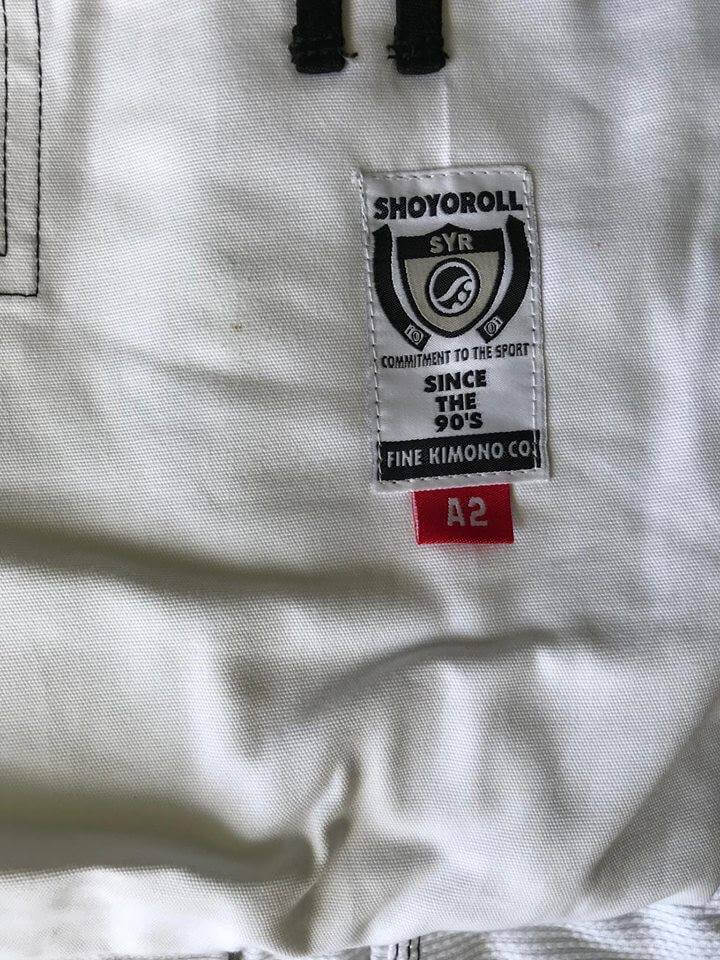 SHOYOROLL
SYR
COMMITMENT TO THE SPORT
SINCE
THE
90'S
FINE KIMONO CO.
A2